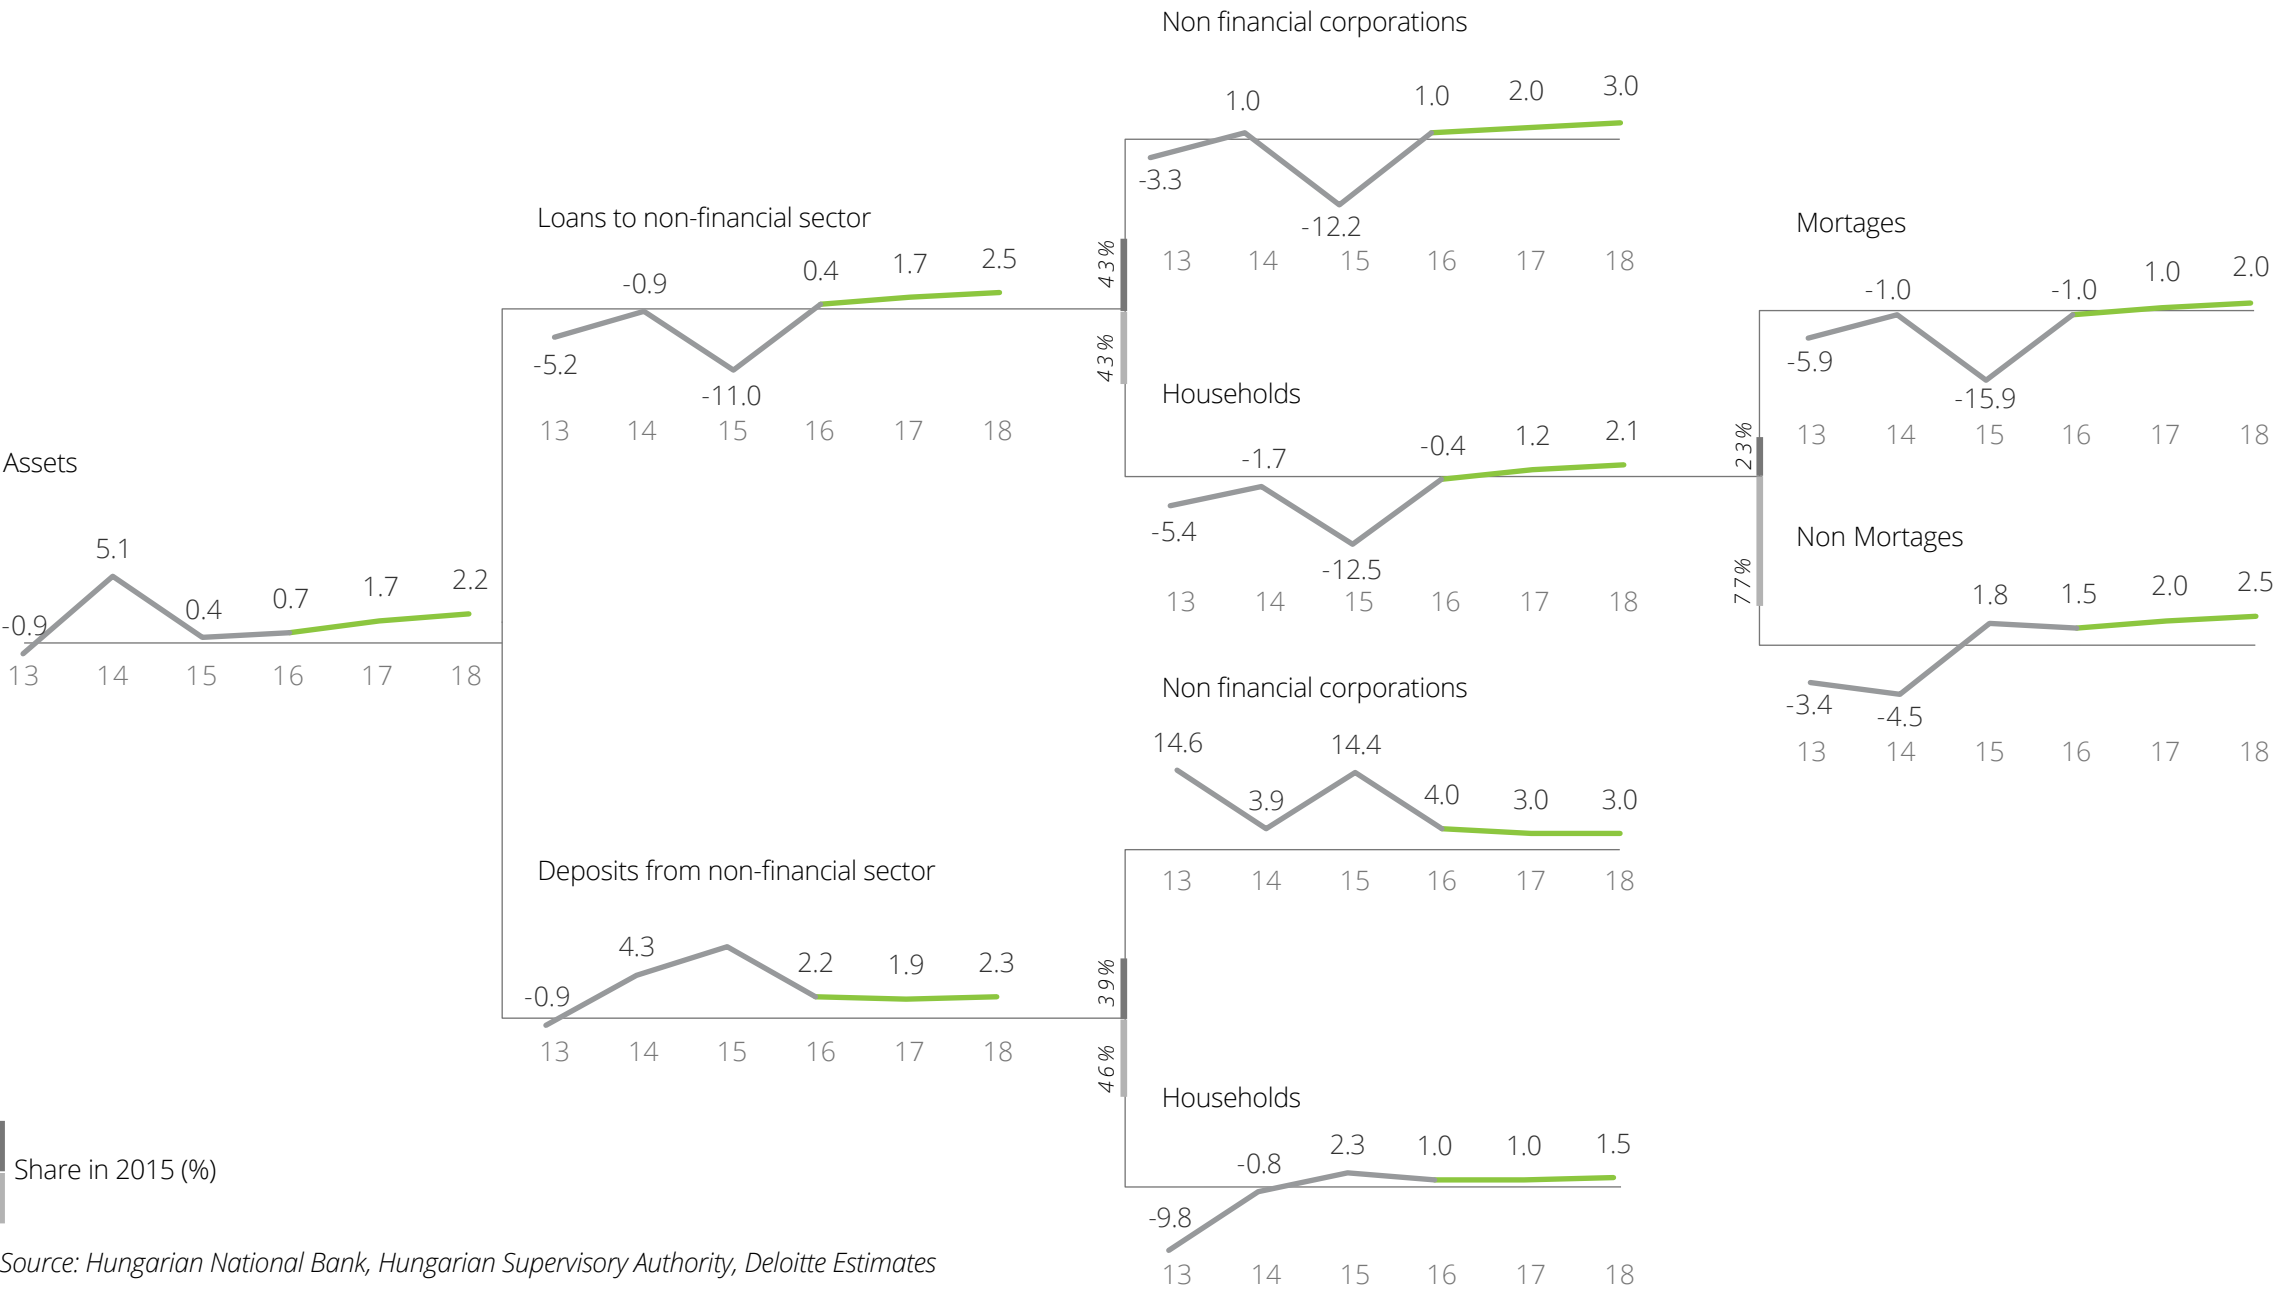 Assets
-0.9 5.1 0.4 0.7 1.7 2.2
13 14 15 16 17 18
Loans to non-financial sector
-5.2 -0.9 -11.0 0.4 1.7 2.5
13 14 15 16 17 18
43%
43%
Non financial corporations
-3.3 1.0 -12.2 1.0 2.0 3.0
13 14 15 16 17 18
Households
-5.4 -1.7 -12.5 -0.4 1.2 2.1
13 14 15 16 17 18
23%
77%
Mortages
-5.9 -1.0 -15.9 -1.0 1.0 2.0
13 14 15 16 17 18
Non Mortages
-3.4 -4.5 1.8 1.5 2.0 2.5
13 14 15 16 17 18
Deposits from non-financial sector
-0.9 4.3 2.2 1.9 2.3
13 14 15 16 17 18
39%
46%
Non financial corporations
14.6 3.9 14.4 4.0 3.0 3.0
13 14 15 16 17 18
Households
-9.8 -0.8 2.3 1.0 1.0 1.5
13 14 15 16 17 18
Share in 2015 (%)
Source: Hungarian National Bank, Hungarian Supervisory Authority, Deloitte Estimates